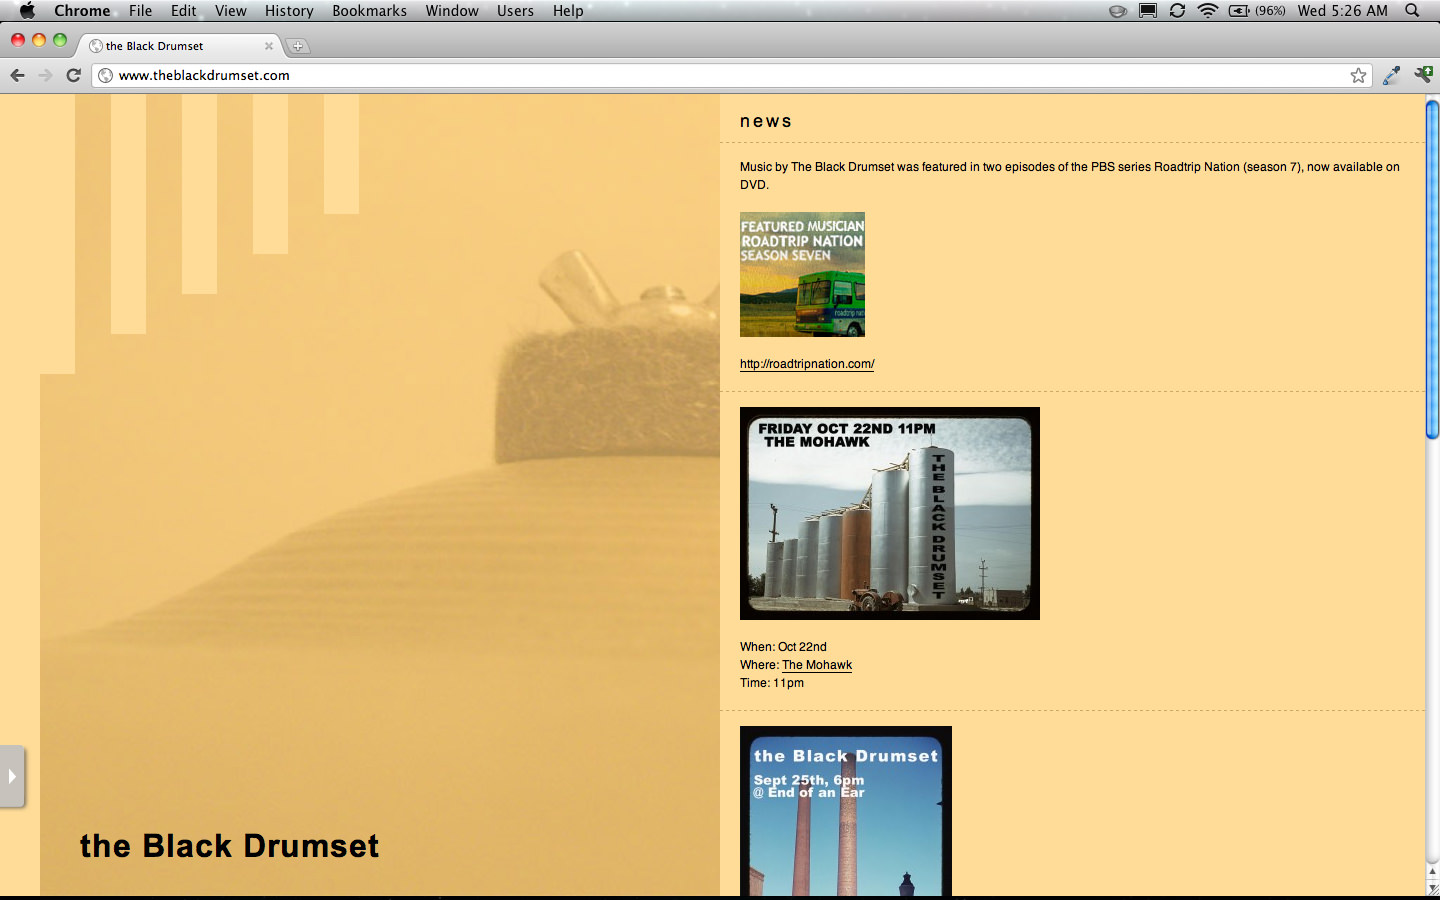 Chrome File Edit View History Bookmarks Window Users Help (96%) Wed 5:26 AM
the Black Drumset
www.theblackdrumset.com
news
Music by The Black Drumset was featured in two episodes of the PBS series Roadtrip Nation (season 7), now available on
DVD.
FEATURED MUSICIAN
ROADTRIP NATION
SEASON SEVEN
roadtrip nat
http://roadtripnation.com/
FRIDAY OCT 22ND 11PM
THE MOHAWK
THE BLACK DRUMSET
When: Oct 22nd
Where: The Mohawk
Time: 11pm
the Black Drumset
Sept 25th, 6pm
@ End of an Ear
the Black Drumset